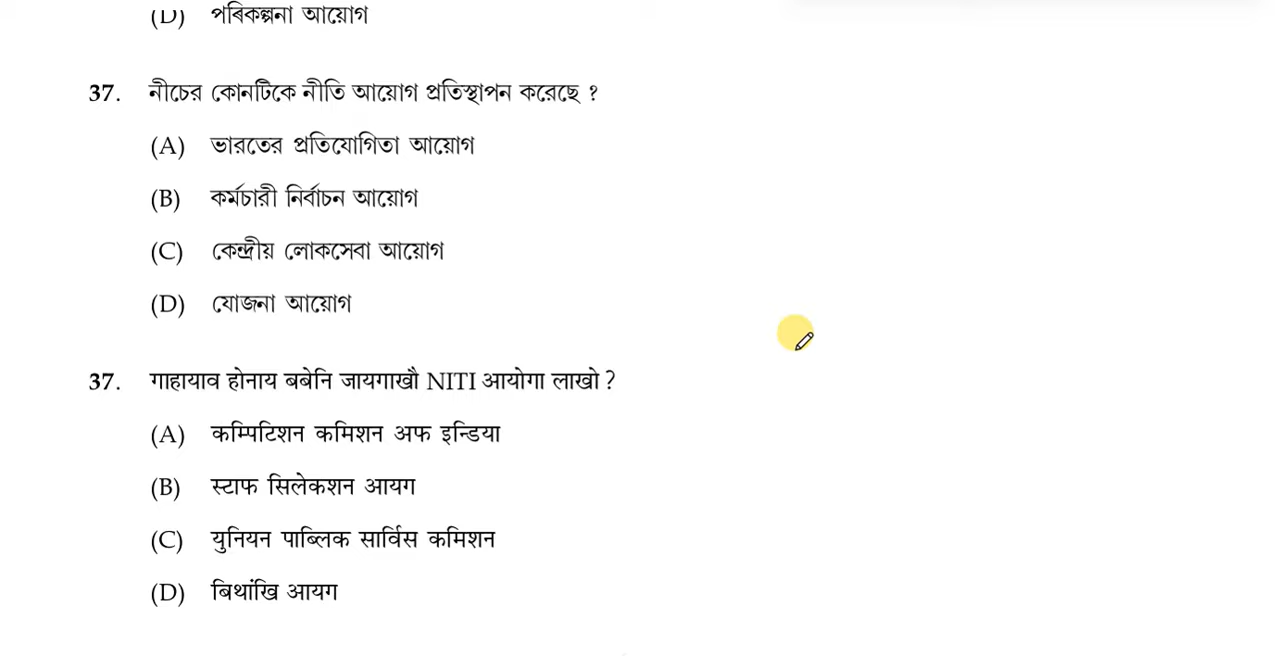 (D) পৰিকল্পনা আয়োগ
37. নীচের কোনটিকে নীতি আয়োগ প্রতিস্থাপন করেছে ?
(A) ভারতের প্রতিযোগিতা আয়োগ
(B) কর্মচারী নির্বাচন আয়োগ
(C) কেন্দ্রীয় লোকসেবা আয়োগ
(D) যোজনা আয়োগ
37. गाहायाव होनाय बबेनि जायगाखौ NITI आयोगा लाखो ?
(A) कम्पिटिशन कमिशन अफ इन्डिया
(B) स्टाफ सिलेकशन आयग
(C) युनियन पाब्लिक सार्विस कमिशन
(D) बिथांखि आयग